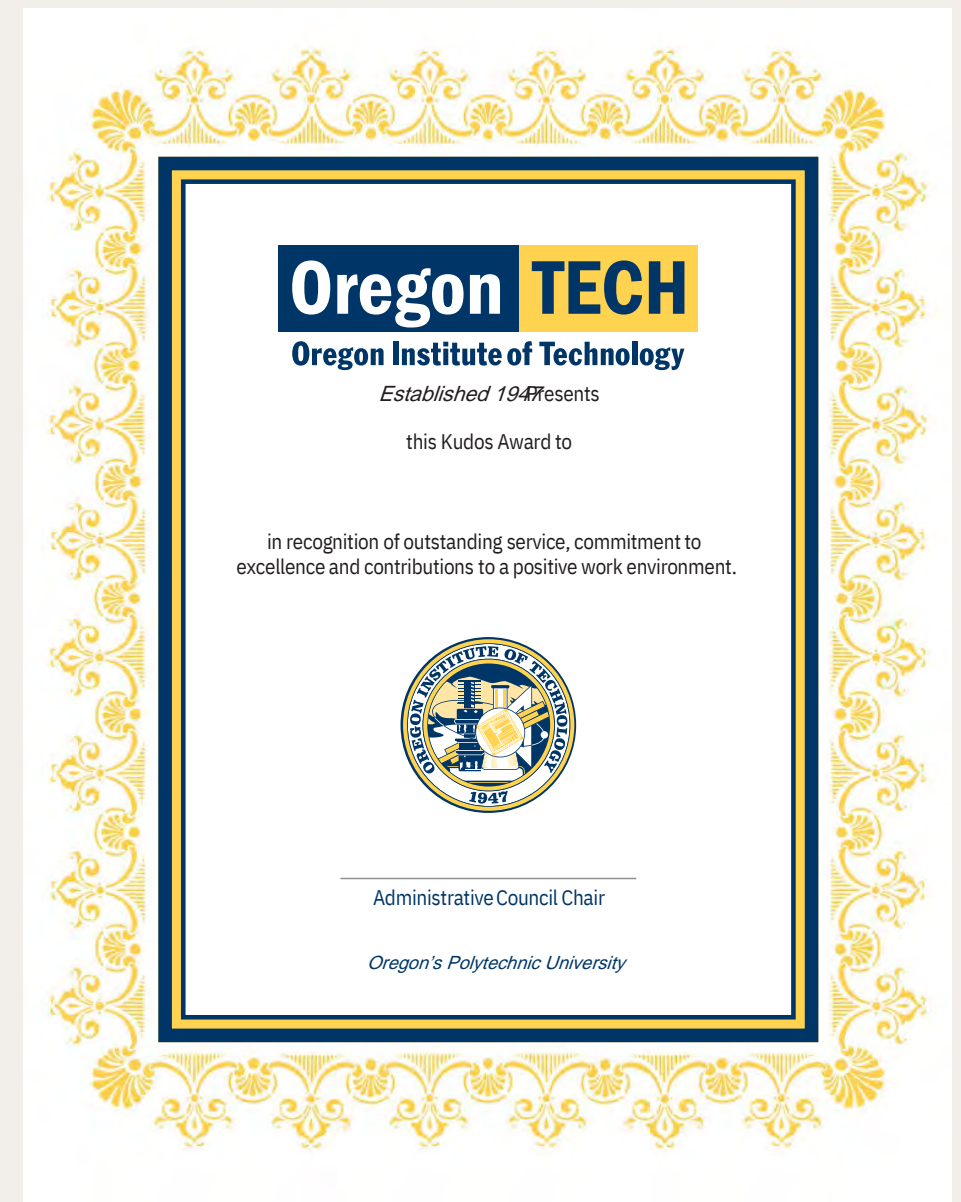 Oregon TECH
Oregon Institute of Technology
Established 1947 Presents
this Kudos Award to
in recognition of outstanding service, commitment to
excellence and contributions to a positive work environment.
OREGON INSTITUTE OF TECHNOLOGY
1947
Administrative Council Chair
Oregon's Polytechnic University